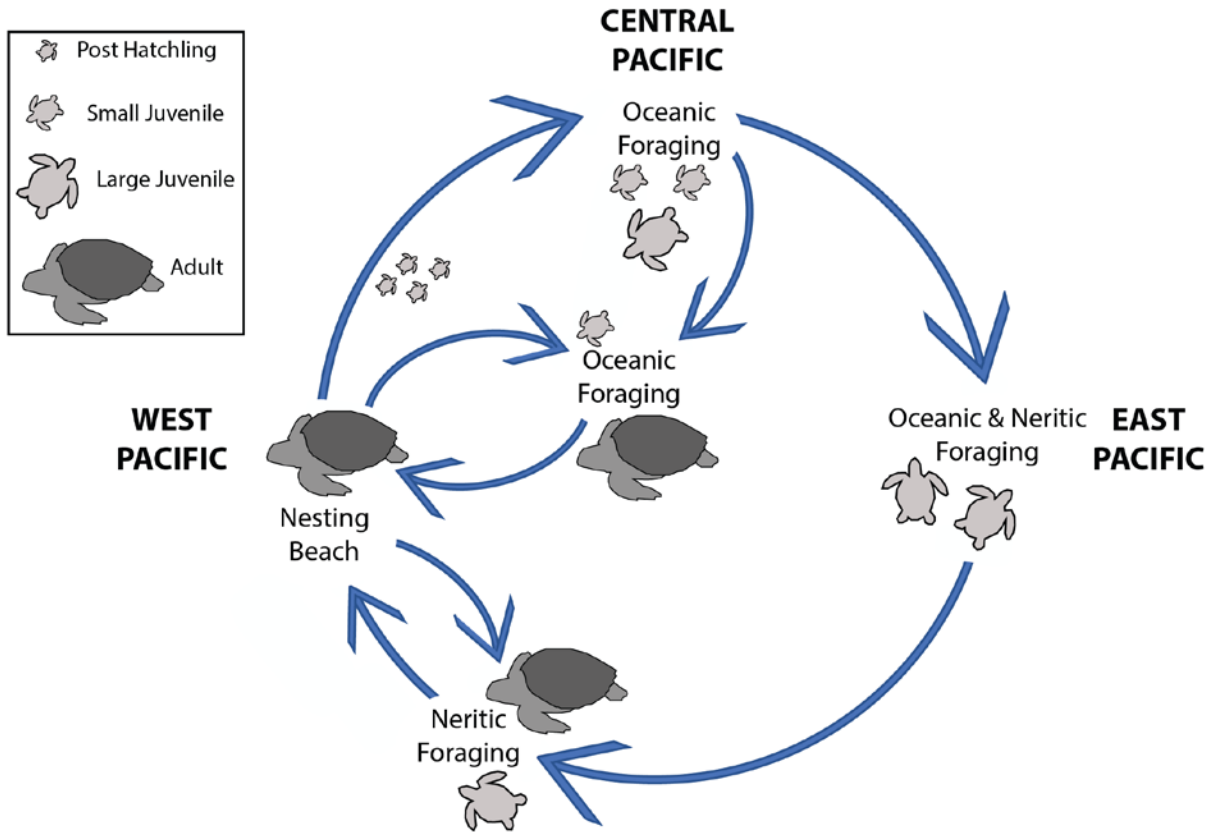 Post Hatchling
Small Juvenile
Large Juvenile
Adult
CENTRAL
PACIFIC
Oceanic
Foraging
Oceanic
Foraging
WEST
PACIFIC
Oceanic & Neritic
Foraging
EAST
PACIFIC
Nesting
Beach
Neritic
Foraging